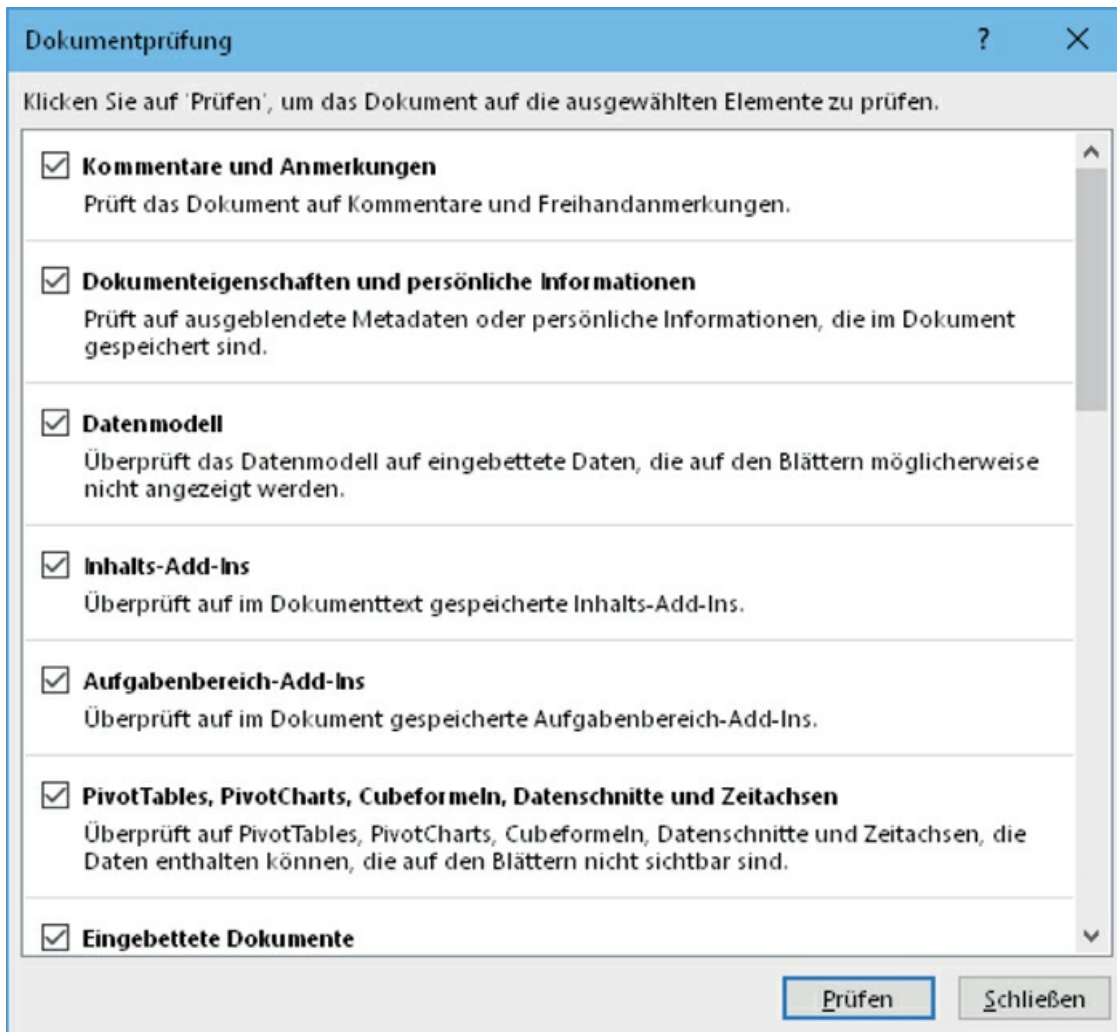 Dokumentprüfung ?
Klicken Sie auf 'Prüfen', um das Dokument auf die ausgewählten Elemente zu prüfen.
Kommentare und Anmerkungen
Prüft das Dokument auf Kommentare und Freihandanmerkungen.
Dokumenteigenschaften und persönliche Informationen
Prüft auf ausgeblendete Metadaten oder persönliche Informationen, die im Dokument
gespeichert sind.
Datenmodell
Überprüft das Datenmodell auf eingebettete Daten, die auf den Blättern möglicherweise
nicht angezeigt werden.
Inhalts-Add-Ins
Überprüft auf im Dokumenttext gespeicherte Inhalts-Add-Ins.
Aufgabenbereich-Add-Ins
Überprüft auf im Dokument gespeicherte Aufgabenbereich-Add-Ins.
PivotTables, PivotCharts, Cubeformeln, Datenschnitte und Zeitachsen
Überprüft auf PivotTables, PivotCharts, Cubeformeln, Datenschnitte und Zeitachsen, die
Daten enthalten können, die auf den Blättern nicht sichtbar sind.
Eingebettete Dokumente
Prüfen Schließen